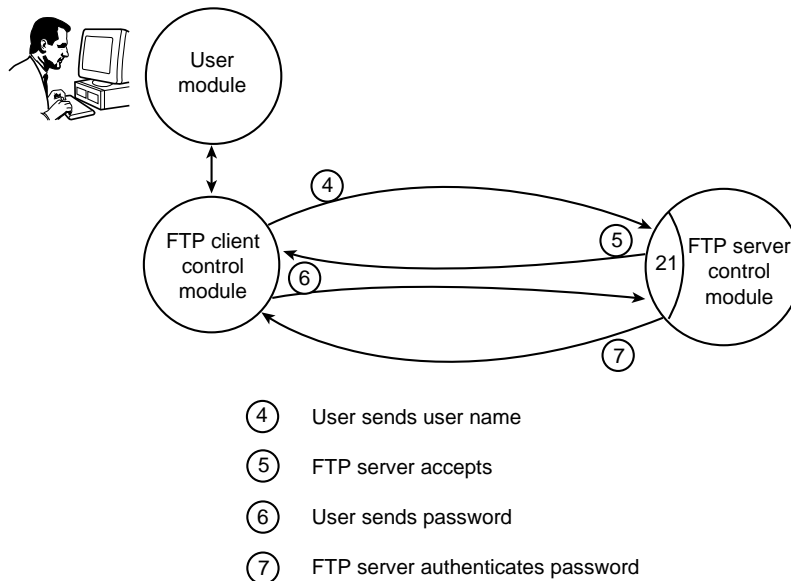 User
module
4
FTP client
control
module
5
21
FTP server
control
module
6
7
4 User sends user name
5 FTP server accepts
6 User sends password
7 FTP server authenticates password